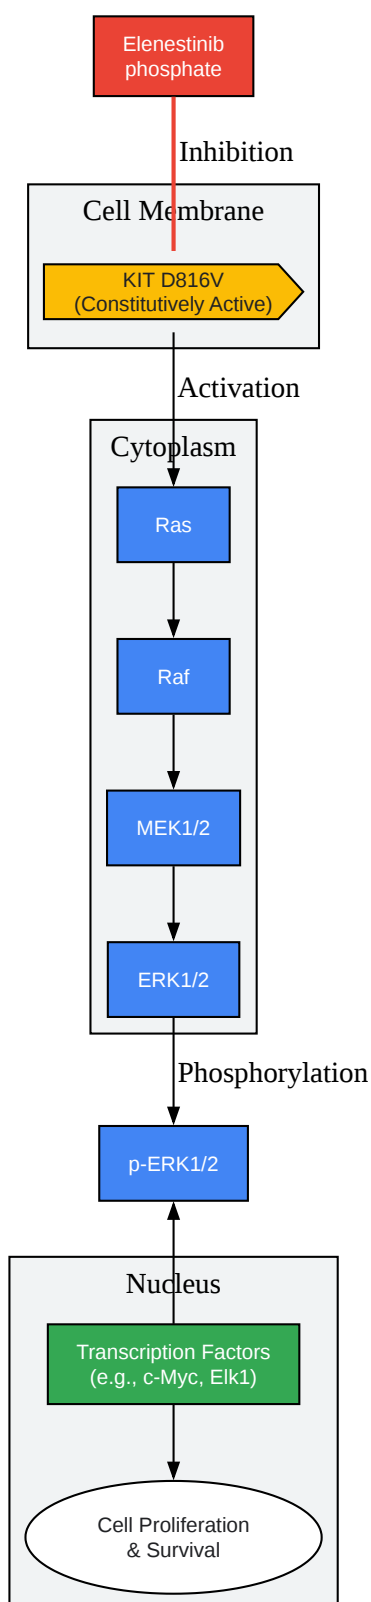 Elenestinib
phosphate
Inhibition
Cell Membrane
KIT D816V
(Constitutively Active)
Activation
Cytoplasm
Ras
Raf
MEK1/2
ERK1/2
Phosphorylation
p-ERK1/2
Nucleus
Transcription Factors
(e.g., c-Myc, Elk1)
Cell Proliferation
& Survival